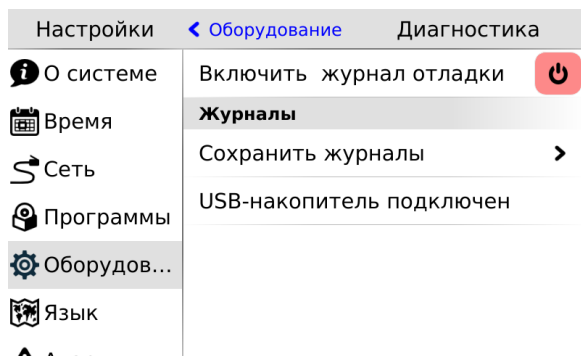 Настройки
Оборудование
Диагностика
О системе
Время
Сеть
Программы
Оборудов...
Язык
Включить журнал отладки
Журналы
Сохранить журналы
USB-накопитель подключен